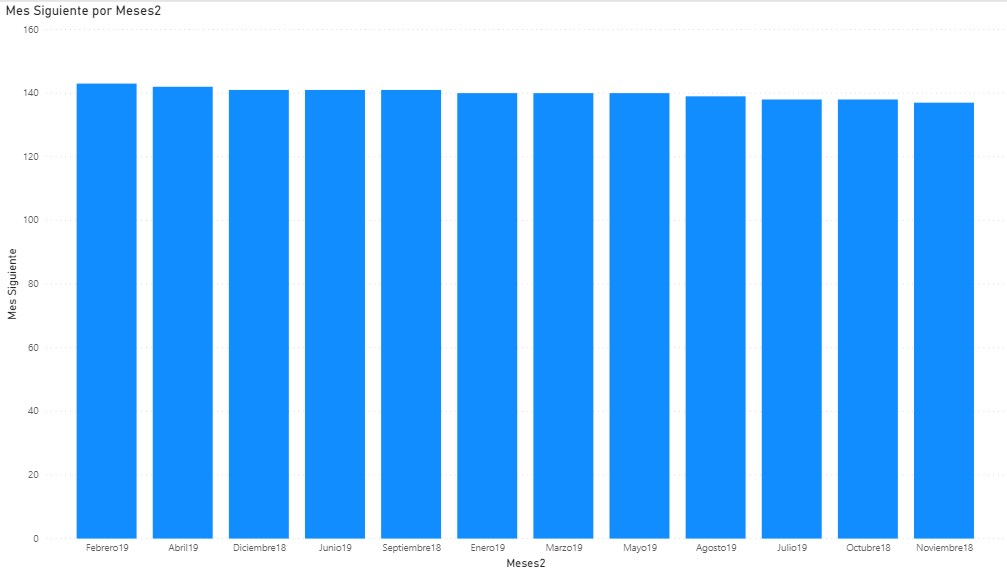 Mes Siguiente por Meses2
160
140
120
100
80
60
40
20
0
Mes Siguiente
Febrero19 Abril19 Diciembre18 Junio19 Septiembre18 Enero19 Marzo19 Mayo19 Agosto19 Julio19 Octubre18 Noviembre18
Meses2